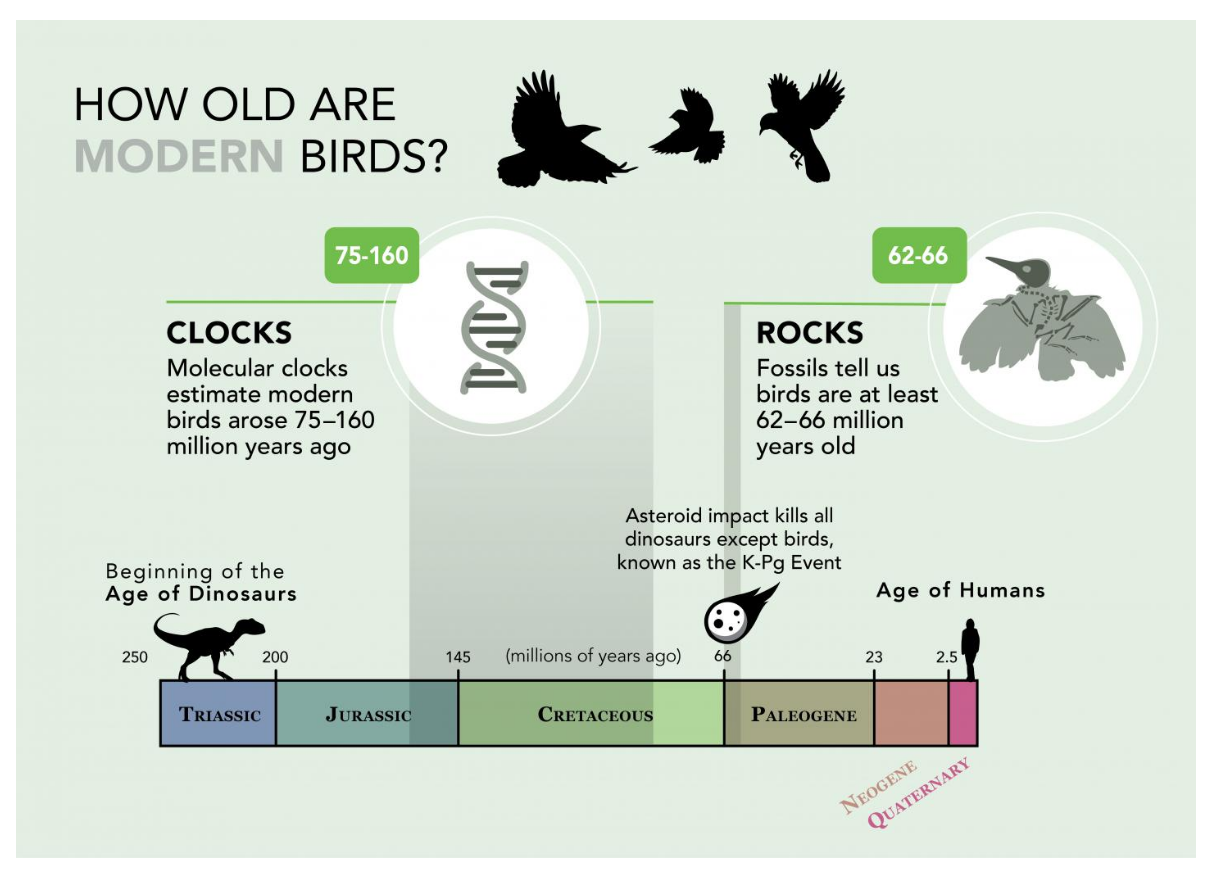 HOW OLD ARE
MODERN BIRDS?
75-160
CLOCKS
Molecular clocks
estimate modern
birds arose 75–160
million years ago
62-66
ROCKS
Fossils tell us
birds are at least
62–66 million
years old
Asteroid impact kills all
dinosaurs except birds,
known as the K-Pg Event
Beginning of the
Age of Dinosaurs
Age of Humans
250
200
145
(millions of years ago)
66
23
2.5
TRIASSIC
JURASSIC
CRETACEOUS
PALEOGENE
NEOGENE
QUATERNARY